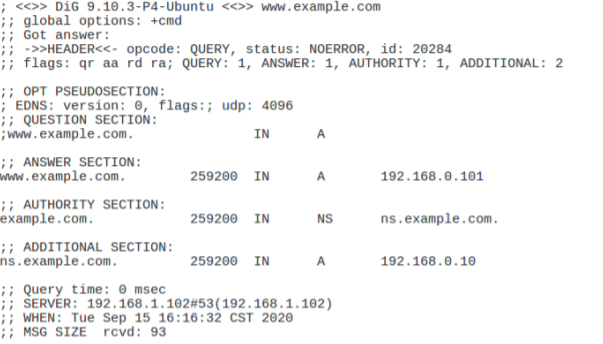 ; <<>> DiG 9.10.3-P4-Ubuntu <<>> www.example.com
;; global options: +cmd
;; Got answer:
;; ->>HEADER<<- opcode: QUERY, status: NOERROR, id: 20284
;; flags: qr aa rd ra; QUERY: 1, ANSWER: 1, AUTHORITY: 1, ADDITIONAL: 2
;; OPT PSEUDOSECTION:
; EDNS: version: 0, flags:; udp: 4096
;; QUESTION SECTION:
;www.example.com. IN A
;; ANSWER SECTION:
www.example.com. 259200 IN A 192.168.0.101
;; AUTHORITY SECTION:
example.com. 259200 IN NS ns.example.com.
;; ADDITIONAL SECTION:
ns.example.com. 259200 IN A 192.168.0.10
;; Query time: 0 msec
;; SERVER: 192.168.1.102#53(192.168.1.102)
;; WHEN: Tue Sep 15 16:16:32 CST 2020
;; MSG SIZE rcvd: 93